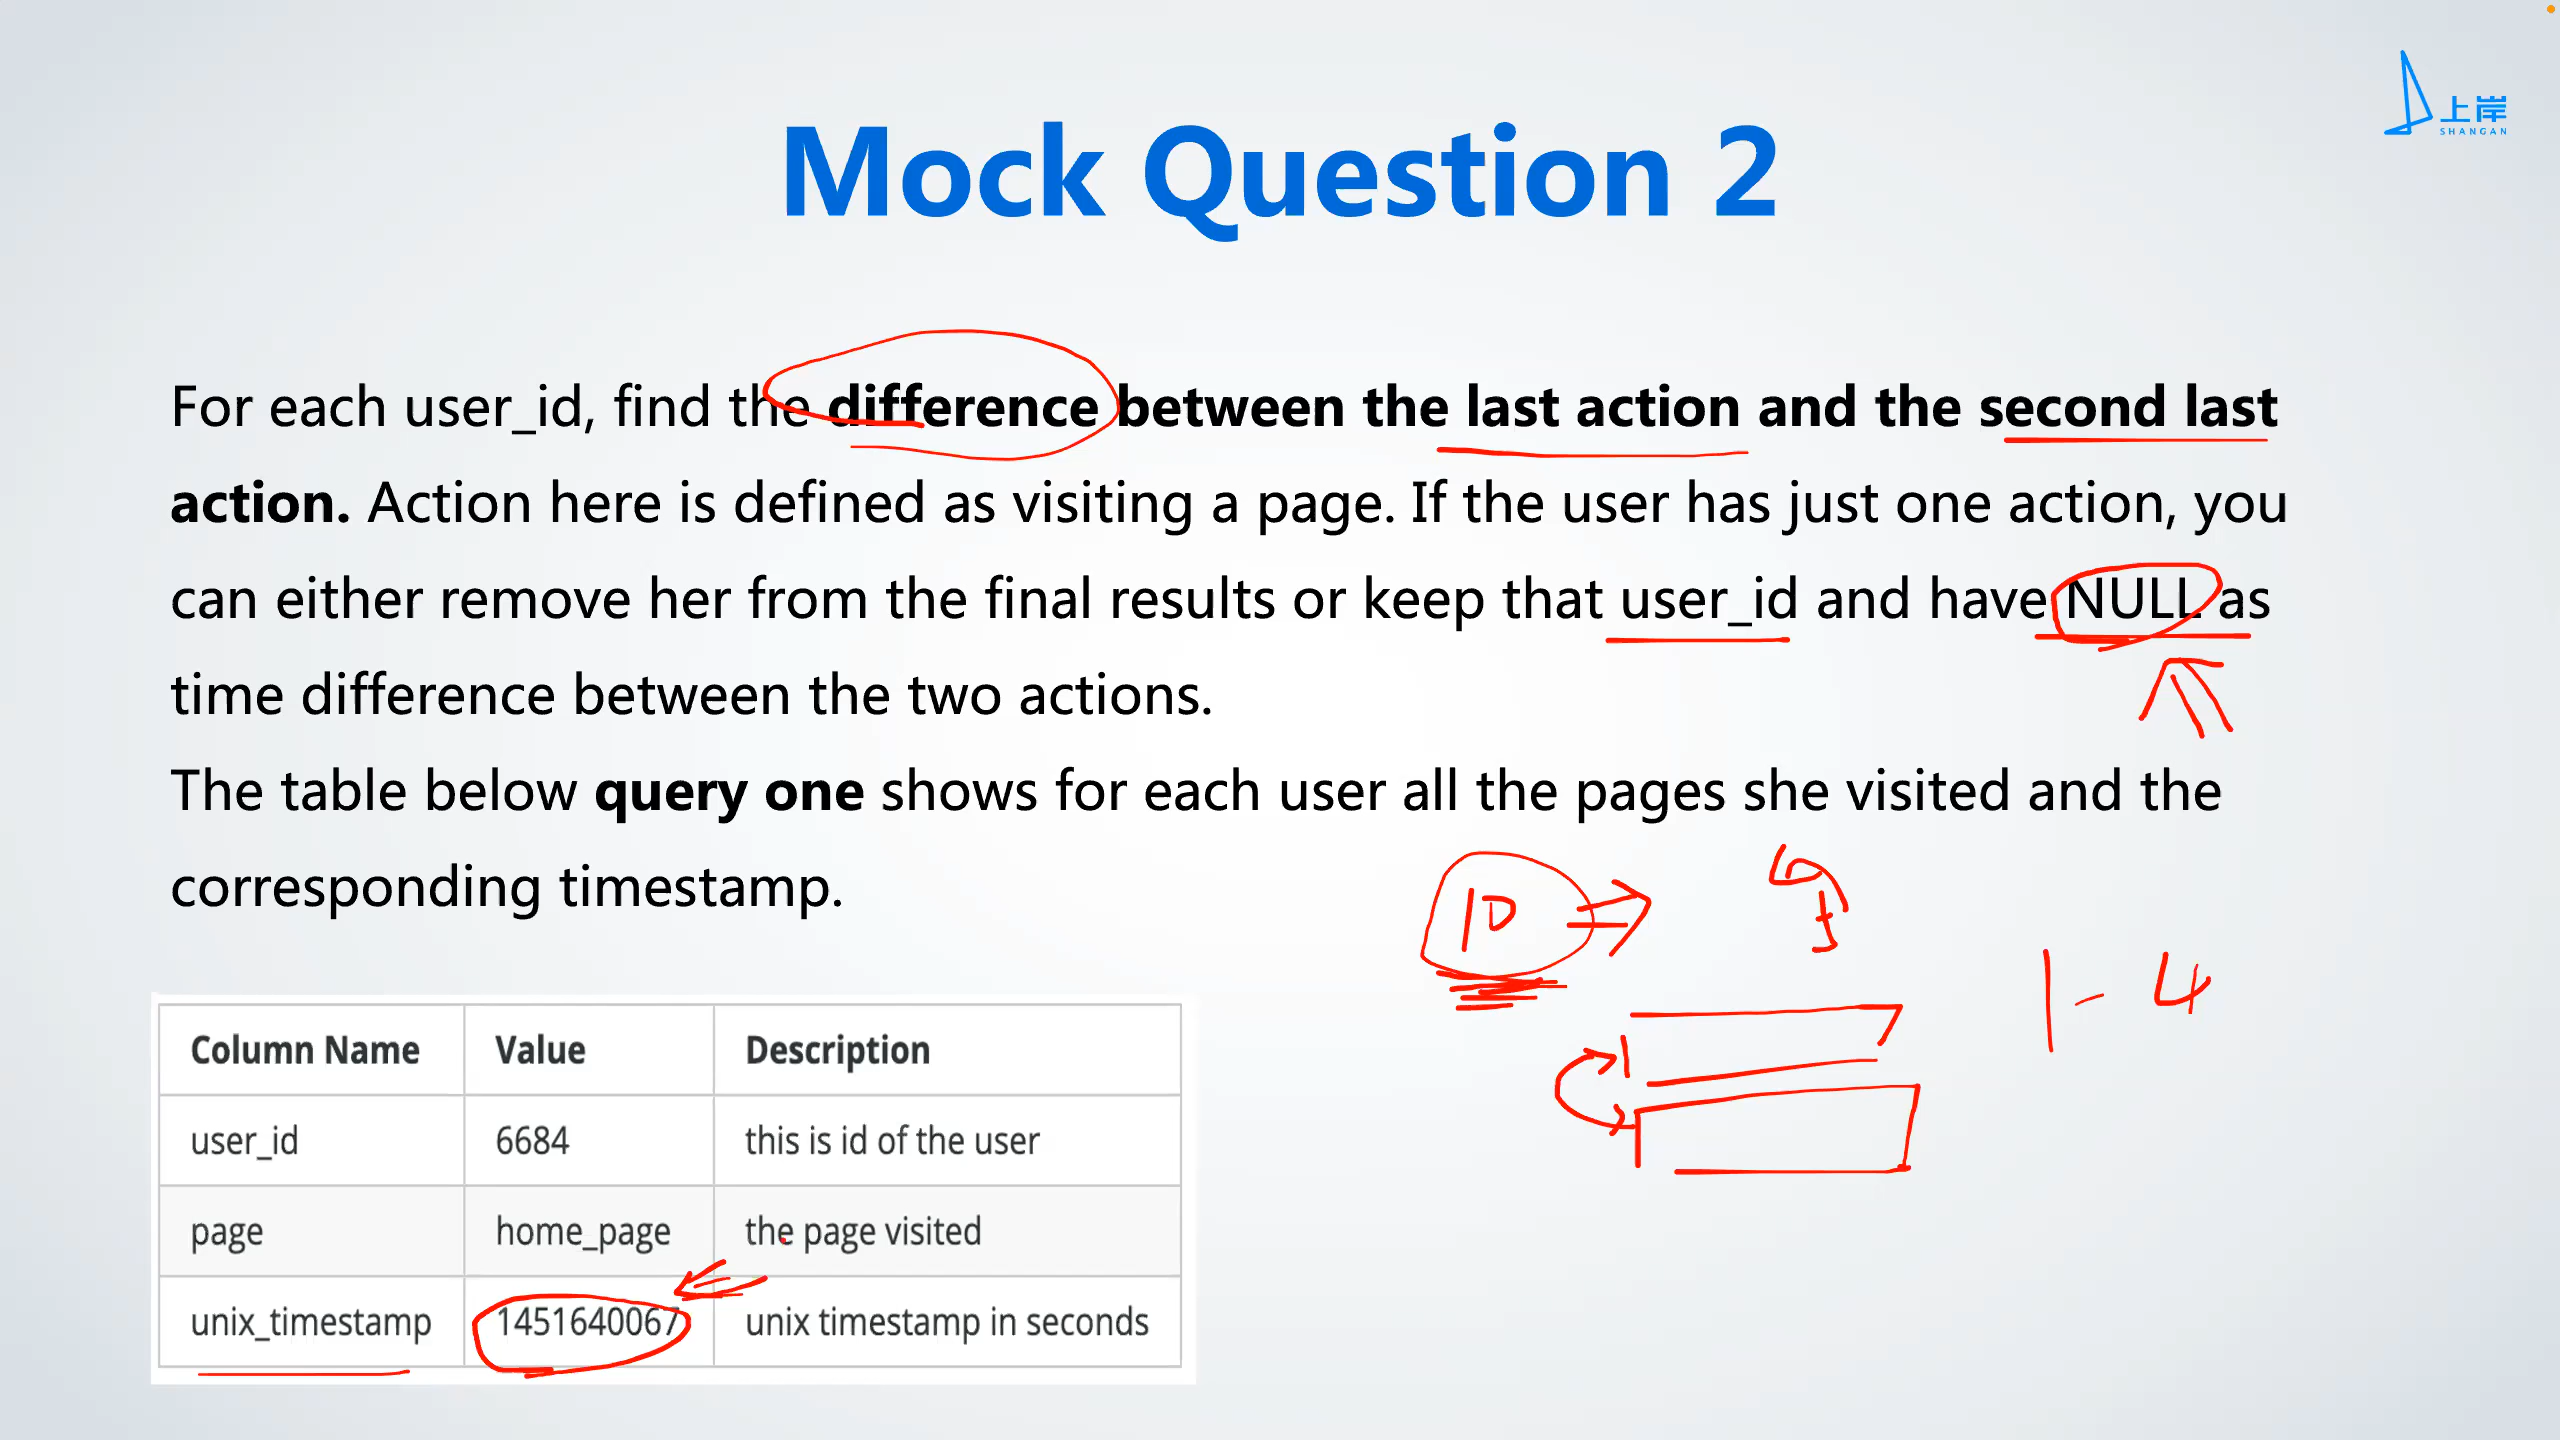 上岸
SHANGAN
Mock Question 2
For each user_id, find the difference between the last action and the second last
action. Action here is defined as visiting a page. If the user has just one action, you
can either remove her from the final results or keep that user_id and have NULL as
time difference between the two actions.
The table below query one shows for each user all the pages she visited and the
corresponding timestamp.
1 - 4
Column Name Value Description
user_id 6684 this is id of the user
page home_page the page visited
unix_timestamp 1451640067 unix timestamp in seconds